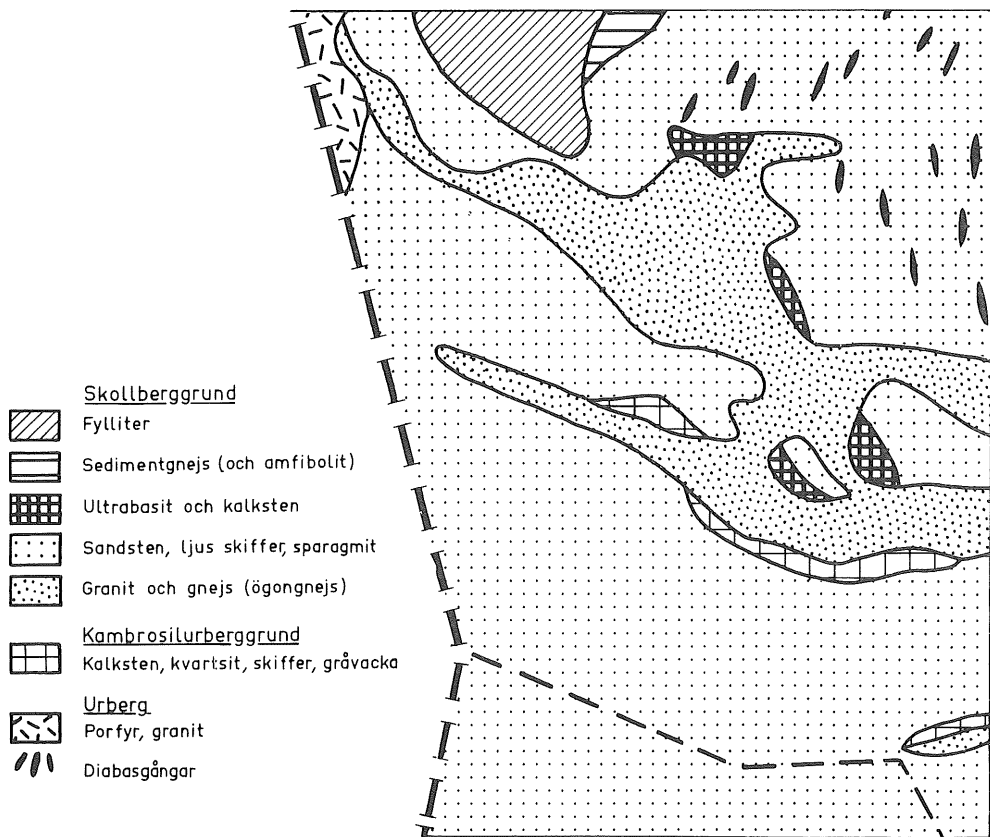 Skollberggrund
Fylliter
Sedimentgnejs (och amfibolit)
Ultrabasit och kalksten
Sandsten, ljus skiffer, sparagmit
Granit och gnejs (ögongnejs)
Kambrosilurberggrund
Kalksten, kvartsit, skiffer, gråvacka
Urberg
Porfyr, granit
Diabasgångar